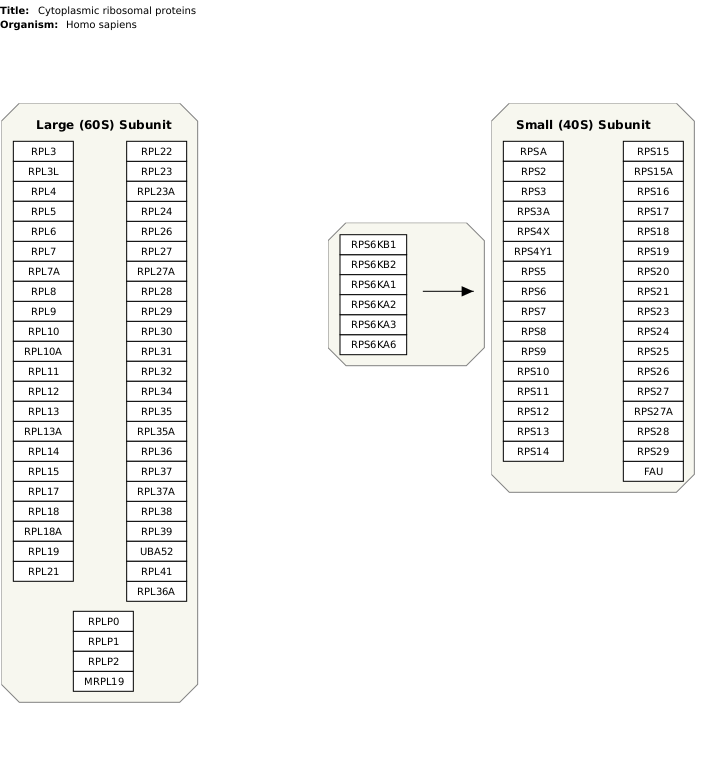 Title: Cytoplasmic ribosomal proteins
Organism: Homo sapiens
Large (60S) Subunit
RPL3
RPL3L
RPL4
RPL5
RPL6
RPL7
RPL7A
RPL8
RPL9
RPL10
RPL10A
RPL11
RPL12
RPL13
RPL13A
RPL14
RPL15
RPL17
RPL18
RPL18A
RPL19
RPL21
RPL22
RPL23
RPL23A
RPL24
RPL26
RPL27
RPL27A
RPL28
RPL29
RPL30
RPL31
RPL32
RPL34
RPL35
RPL35A
RPL36
RPL37
RPL37A
RPL38
RPL39
UBA52
RPL41
RPL36A
RPLP0
RPLP1
RPLP2
MRPL19
RPS6KB1
RPS6KB2
RPS6KA1
RPS6KA2
RPS6KA3
RPS6KA6
Small (40S) Subunit
RPSA
RPS2
RPS3
RPS3A
RPS4X
RPS4Y1
RPS5
RPS6
RPS7
RPS8
RPS9
RPS10
RPS11
RPS12
RPS13
RPS14
RPS15
RPS15A
RPS16
RPS17
RPS18
RPS19
RPS20
RPS21
RPS23
RPS24
RPS25
RPS26
RPS27
RPS27A
RPS28
RPS29
FAU